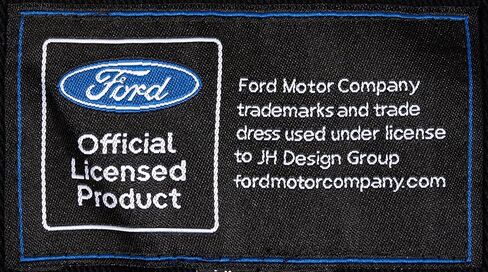 Ford
Official
Licensed
Product
Ford Motor Company
trademarks and trade
dress used under license
to JH Design Group
fordmotorcompany.com